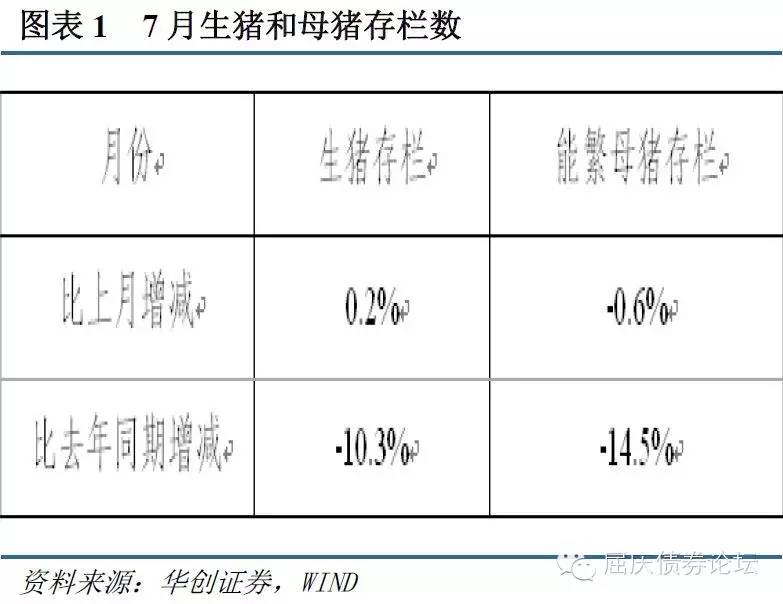 图表 1 7 月生猪和母猪存栏数
月份↵ 生猪存栏↵ 能繁母猪存栏↵
比上月增减↵ 0.2%↵ -0.6%↵
比去年同期增减↵ -10.3%↵ -14.5%↵
屈庆债券论坛
资料来源：华创证券，WIND